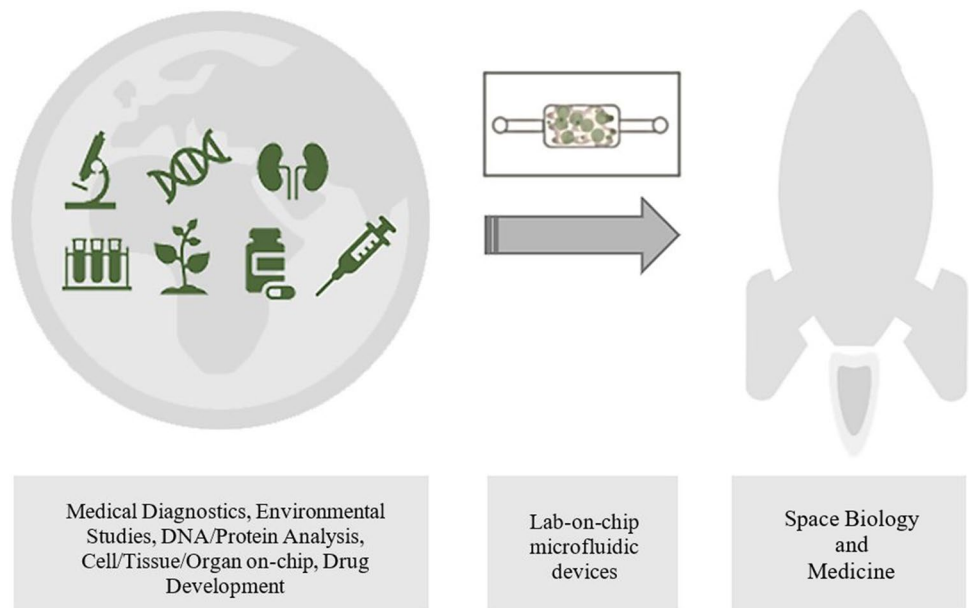 Medical Diagnostics, Environmental
Studies, DNA/Protein Analysis,
Cell/Tissue/Organ on-chip, Drug
Development
Lab-on-chip
microfluidic
devices
Space Biology
and
Medicine